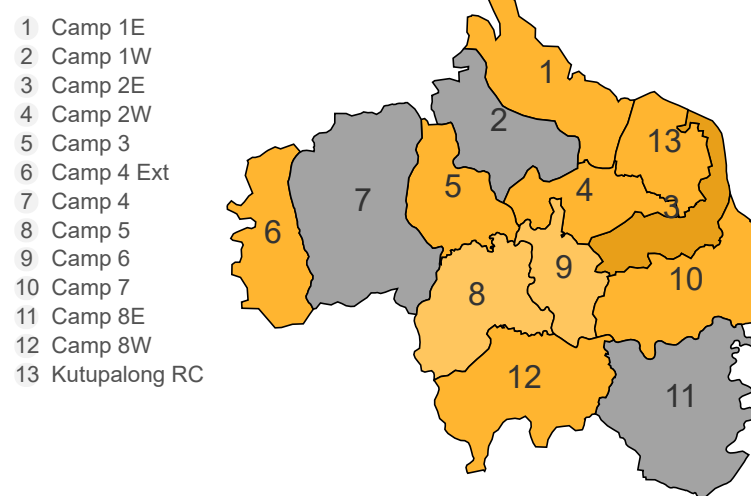 1 Camp 1E
2 Camp 1W
3 Camp 2E
4 Camp 2W
5 Camp 3
6 Camp 4 Ext
7 Camp 4
8 Camp 5
9 Camp 6
10 Camp 7
11 Camp 8E
12 Camp 8W
13 Kutupalong RC
1
2
13
7
5
4
3
6
9
10
8
12
11